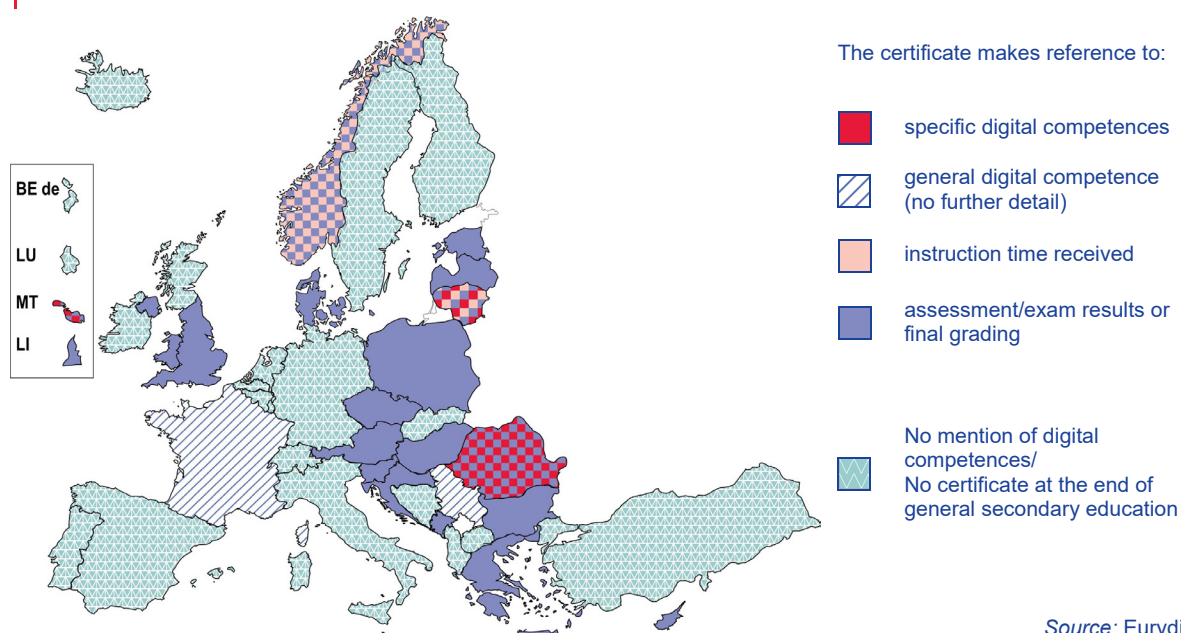 The certificate makes reference to:
specific digital competences
general digital competence
(no further detail)
instruction time received
assessment/exam results or
final grading
No mention of digital
competences/
No certificate at the end of
general secondary education
BE de
LU
MT
LI
Source: Eurydi